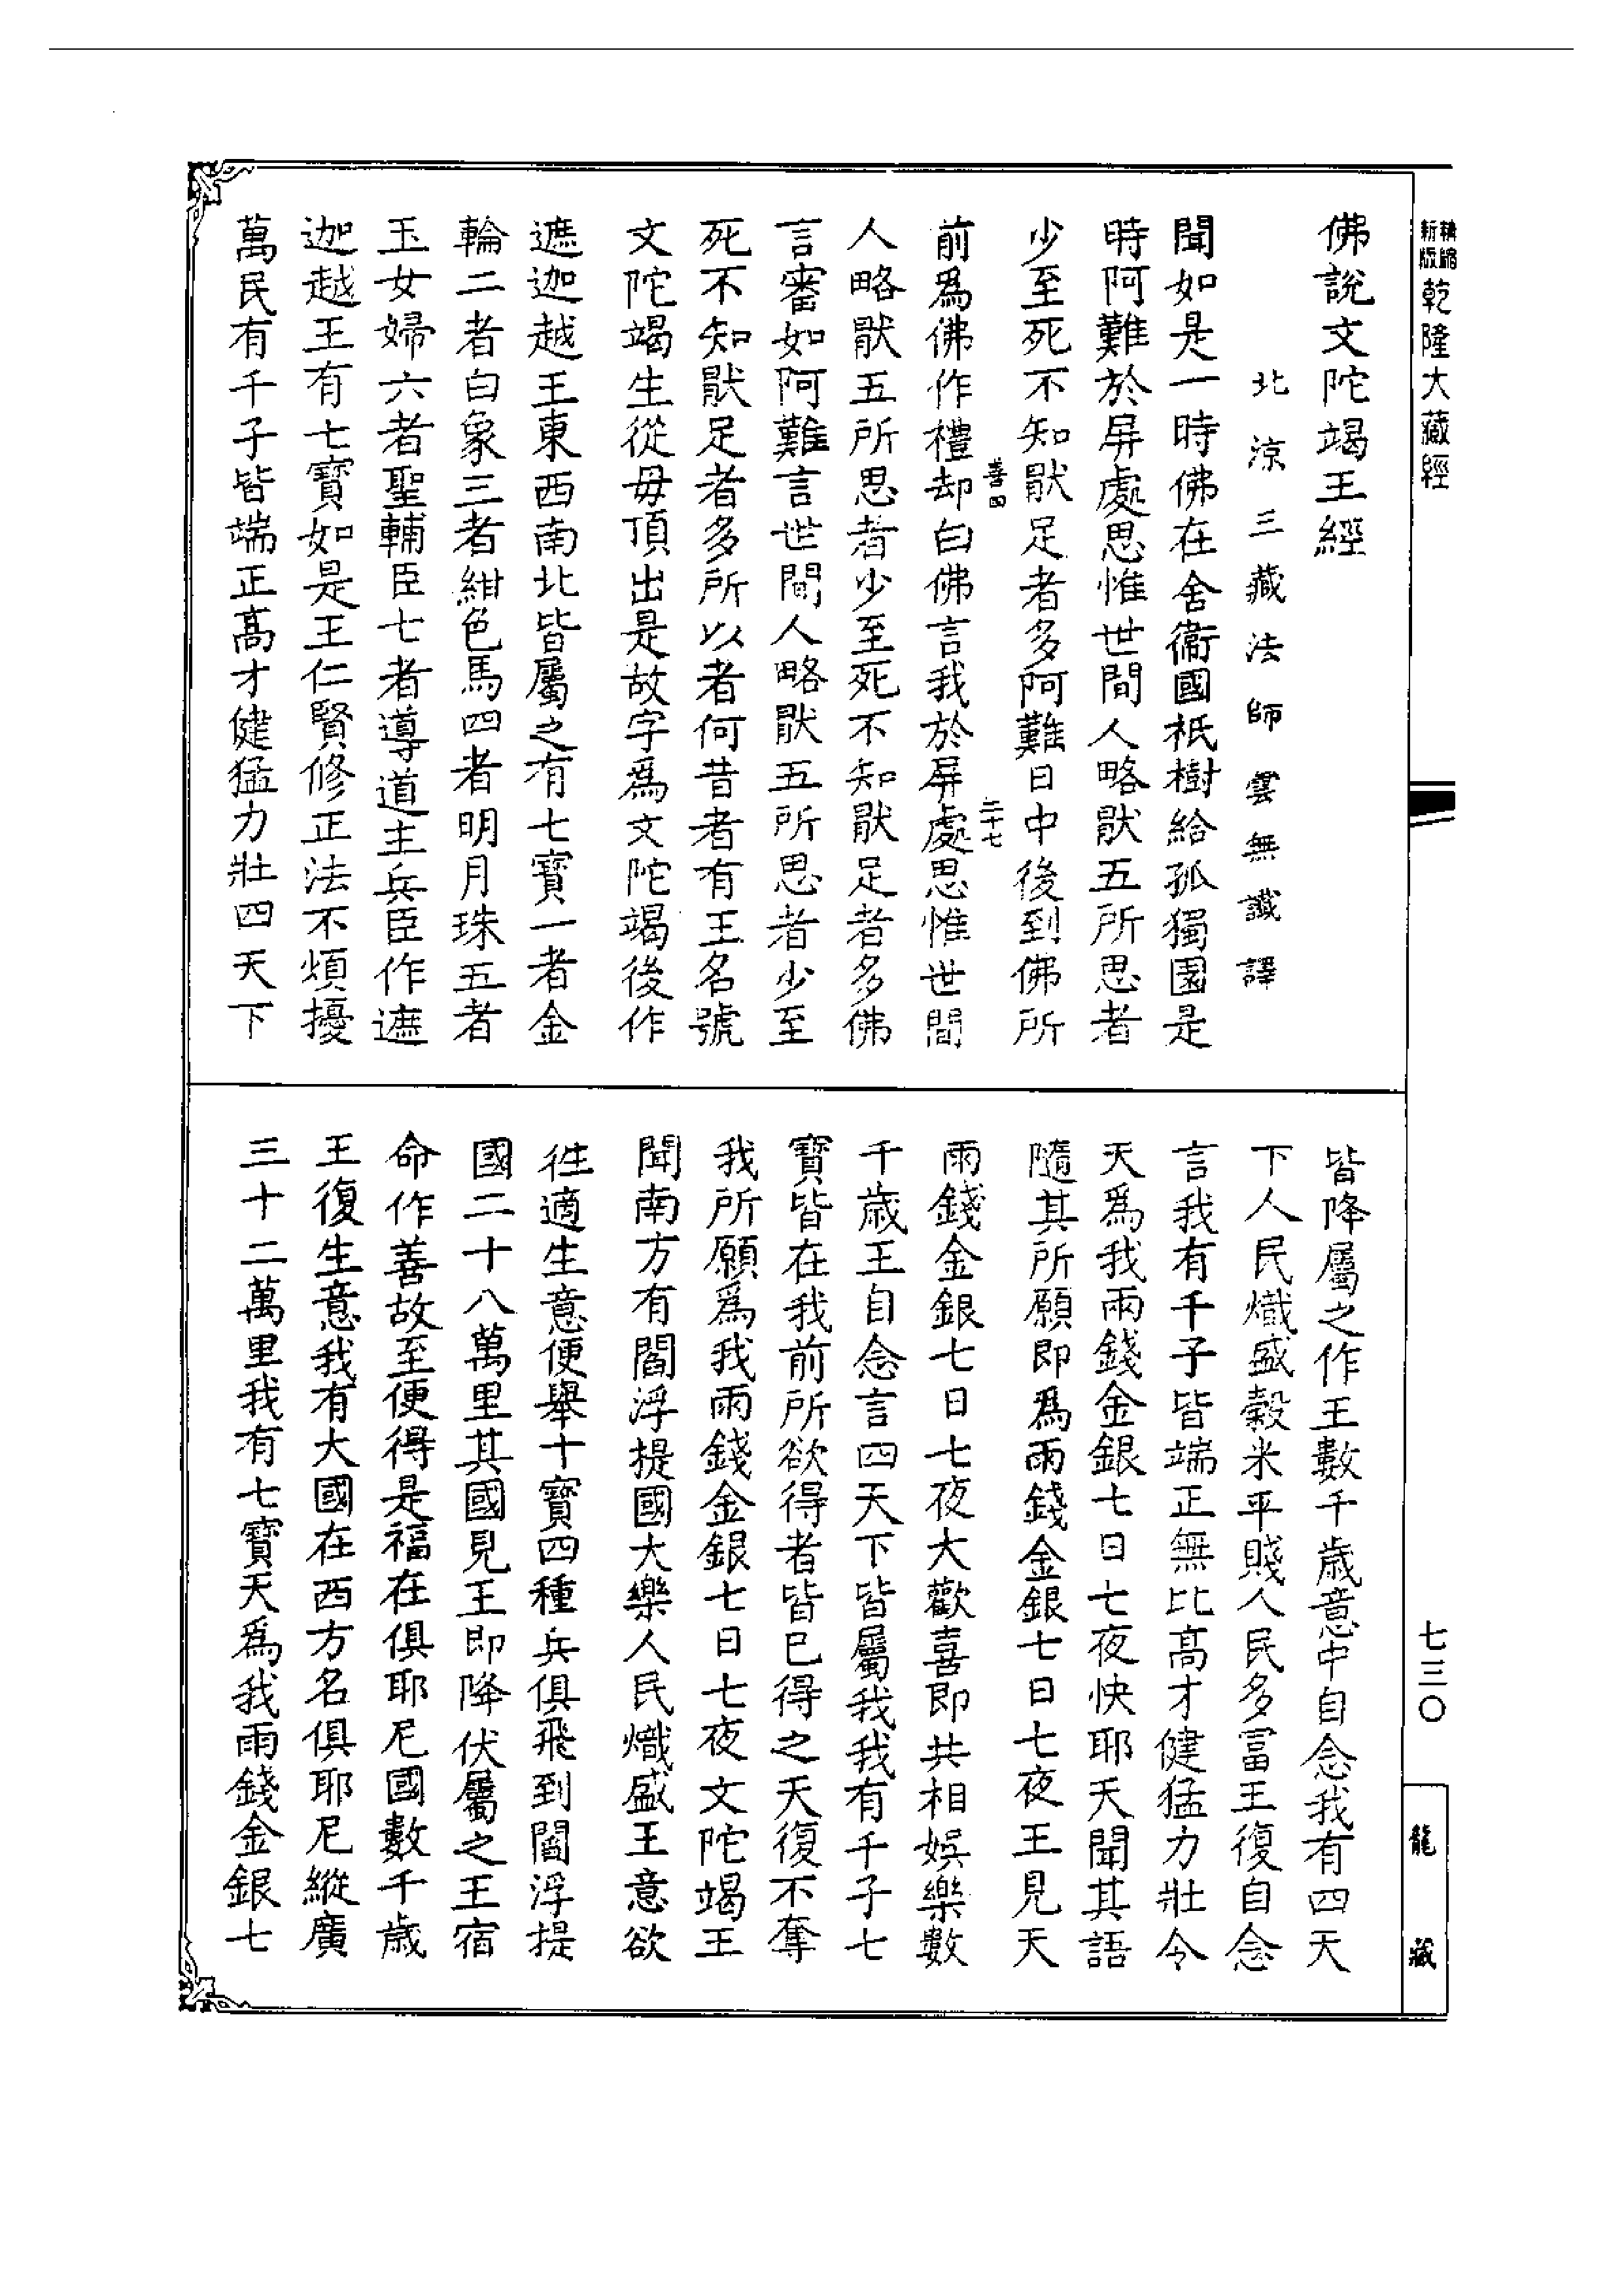 新縮
版
乾隆大藏經
佛說文陀竭王經
北涼三藏法師雲無讖譯
聞如是一時佛在舍衞國祇樹給孤獨園是
時阿難於屏處思惟世間人略猒五所思者
少至死不知猒足者多阿難日中後到佛所
善四
二十七
前爲佛作禮却白佛言我於屏處思惟世間
人略猒五所思者少至死不知猒足者多佛
言審如阿難言世間人略猒五所思者少至
死不知猒足者多所以者何昔者有王名號
文陀竭生從毋頂出是故字爲文陀竭後作
遮迦越王東西南北皆屬之有七寶一者金
輪二者白象三者紺色馬四者明月珠五者
玉女婦六者聖輔臣七者導道主兵臣作遮
迦越王有七寶如是王仁賢修正法不煩擾
萬民有千子皆端正高才健猛力壯四天下
皆降屬之作王數千歲意中自念我有四天
下人民熾盛穀米平賤人民多富王復自念
言我有千子皆端正無比高才健猛力壯令
天爲我雨錢金銀七日七夜快耶天聞其語
隨其所願即爲雨錢金銀七日七夜王見天
雨錢金銀七日七夜大歡喜即共相娛樂數
千歲王自念言四天下皆屬我我有千子七
寶皆在我前所欲得者皆已得之天復不奪
我所願爲我雨錢金銀七日七夜文陀竭王
聞南方有閻浮提國大樂人民熾盛王意欲
徃適生意便舉十寶四種兵俱飛到閻浮提
國二十八萬里其國見王即降伏屬之王宿
命作善故至便得是福在俱耶尼國數千歲
王復生意我有大國在西方名俱耶尼縱廣
三十二萬里我有七寶天爲我雨錢金銀七
七三〇
龍藏